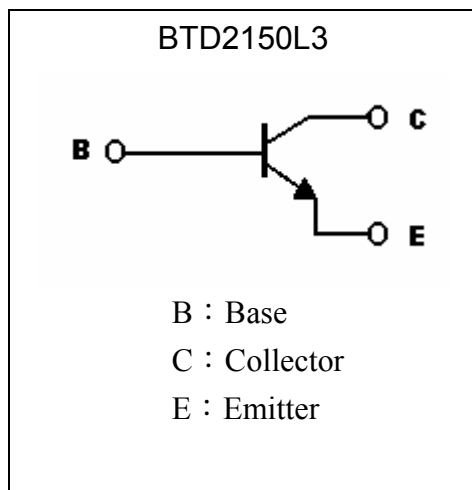 BTD2150L3
C
B
E
B：Base
C：Collector
E：Emitter